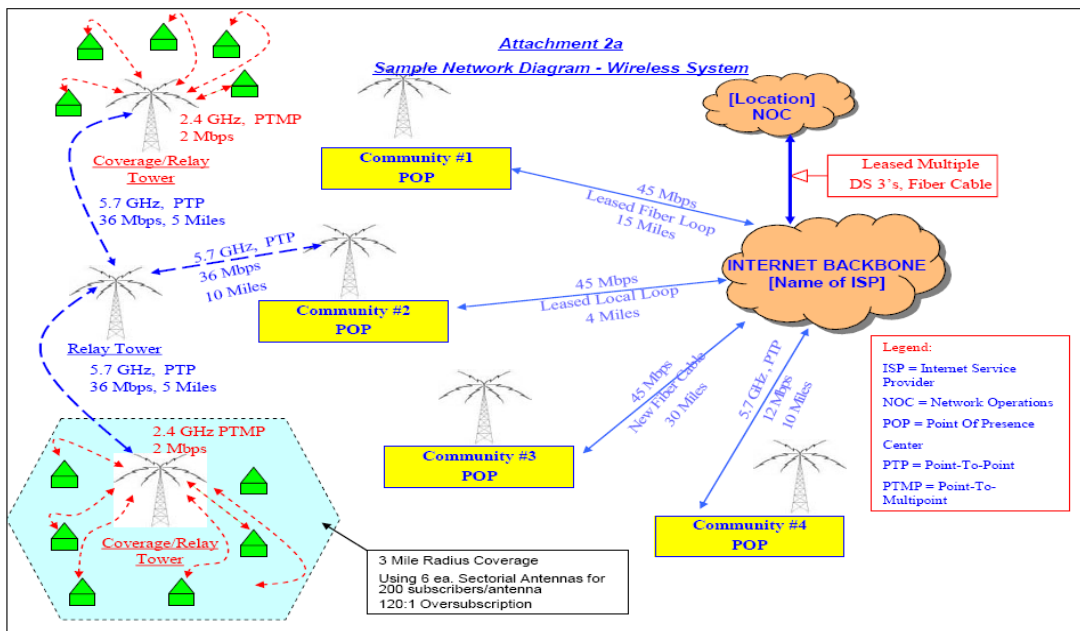 Attachment 2a
Sample Network Diagram - Wireless System
2.4 GHz, PTMP
2 Mbps
Coverage/Relay
Tower
5.7 GHz, PTP
36 Mbps, 5 Miles
Community #1
POP
45 Mbps
Leased Fiber Loop
15 Miles
[Location]
NOC
Leased Multiple
DS 3's, Fiber Cable
5.7 GHz, PTP
36 Mbps
10 Miles
Relay Tower
5.7 GHz, PTP
36 Mbps, 5 Miles
Community #2
POP
45 Mbps
Leased Local Loop
4 Miles
INTERNET BACKBONE
[Name of ISP]
45 Mbps
New Fiber Cable
30 Miles
5.7 GHz, PTP
12 Mbps
10 Miles
Community #3
POP
Community #4
POP
Legend:
ISP = Internet Service
Provider
NOC = Network Operations
POP = Point Of Presence
Center
PTP = Point-To-Point
PTMP = Point-To-
Multipoint
2.4 GHz PTMP
2 Mbps
Coverage/Relay
Tower
3 Mile Radius Coverage
Using 6 ea. Sectorial Antennas for
200 subscribers/antenna
120:1 Oversubscription